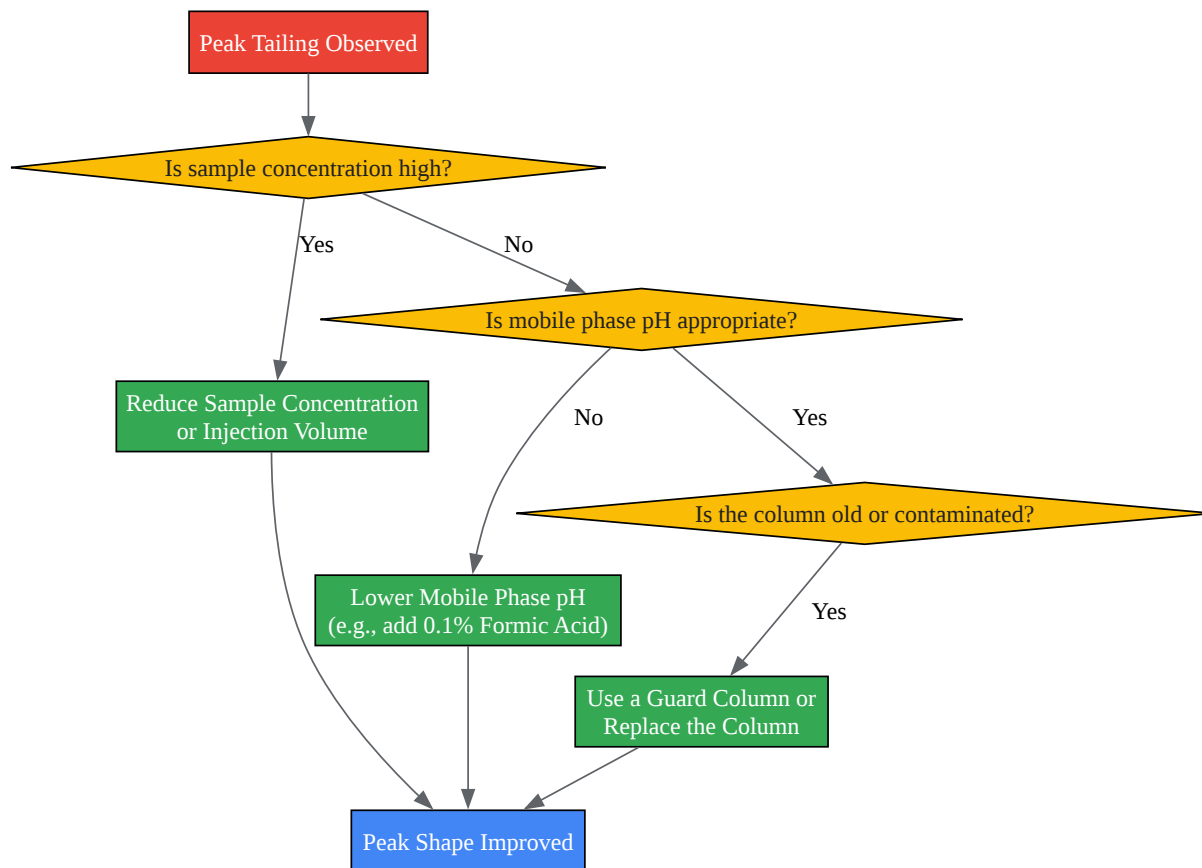 Peak Tailing Observed
Is sample concentration high?
Yes
No
Is mobile phase pH appropriate?
Reduce Sample Concentration
or Injection Volume
No
Yes
Is the column old or contaminated?
Lower Mobile Phase pH
(e.g., add 0.1% Formic Acid)
Yes
Use a Guard Column or
Replace the Column
Peak Shape Improved